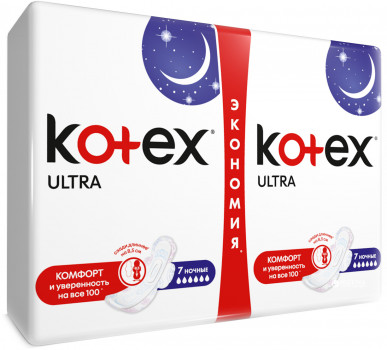 kotex®
ULTRA
КОМФОРТ
и уверенность
на все 100*
7 НОЧНЫЕ
ЭКОНОМИЯ*
kotex®
ULTRA
КОМФОРТ
и уверенность
на все 100*
7 НОЧНЫЕ